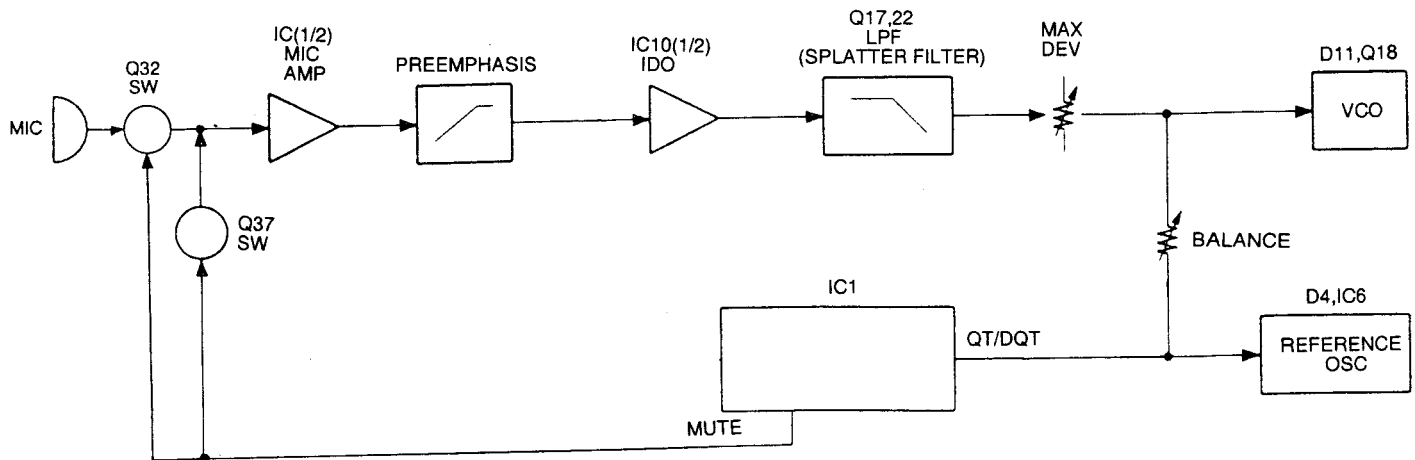 MIC
Q32
SW
IC(1/2)
MIC
AMP
PREEMPHASIS
IC10(1/2)
IDO
Q17,22
LPF
(SPLATTER FILTER)
MAX
DEV
D11,Q18
VCO
Q37
SW
BALANCE
IC1
QT/DQT
D4,IC6
REFERENCE
OSC
MUTE